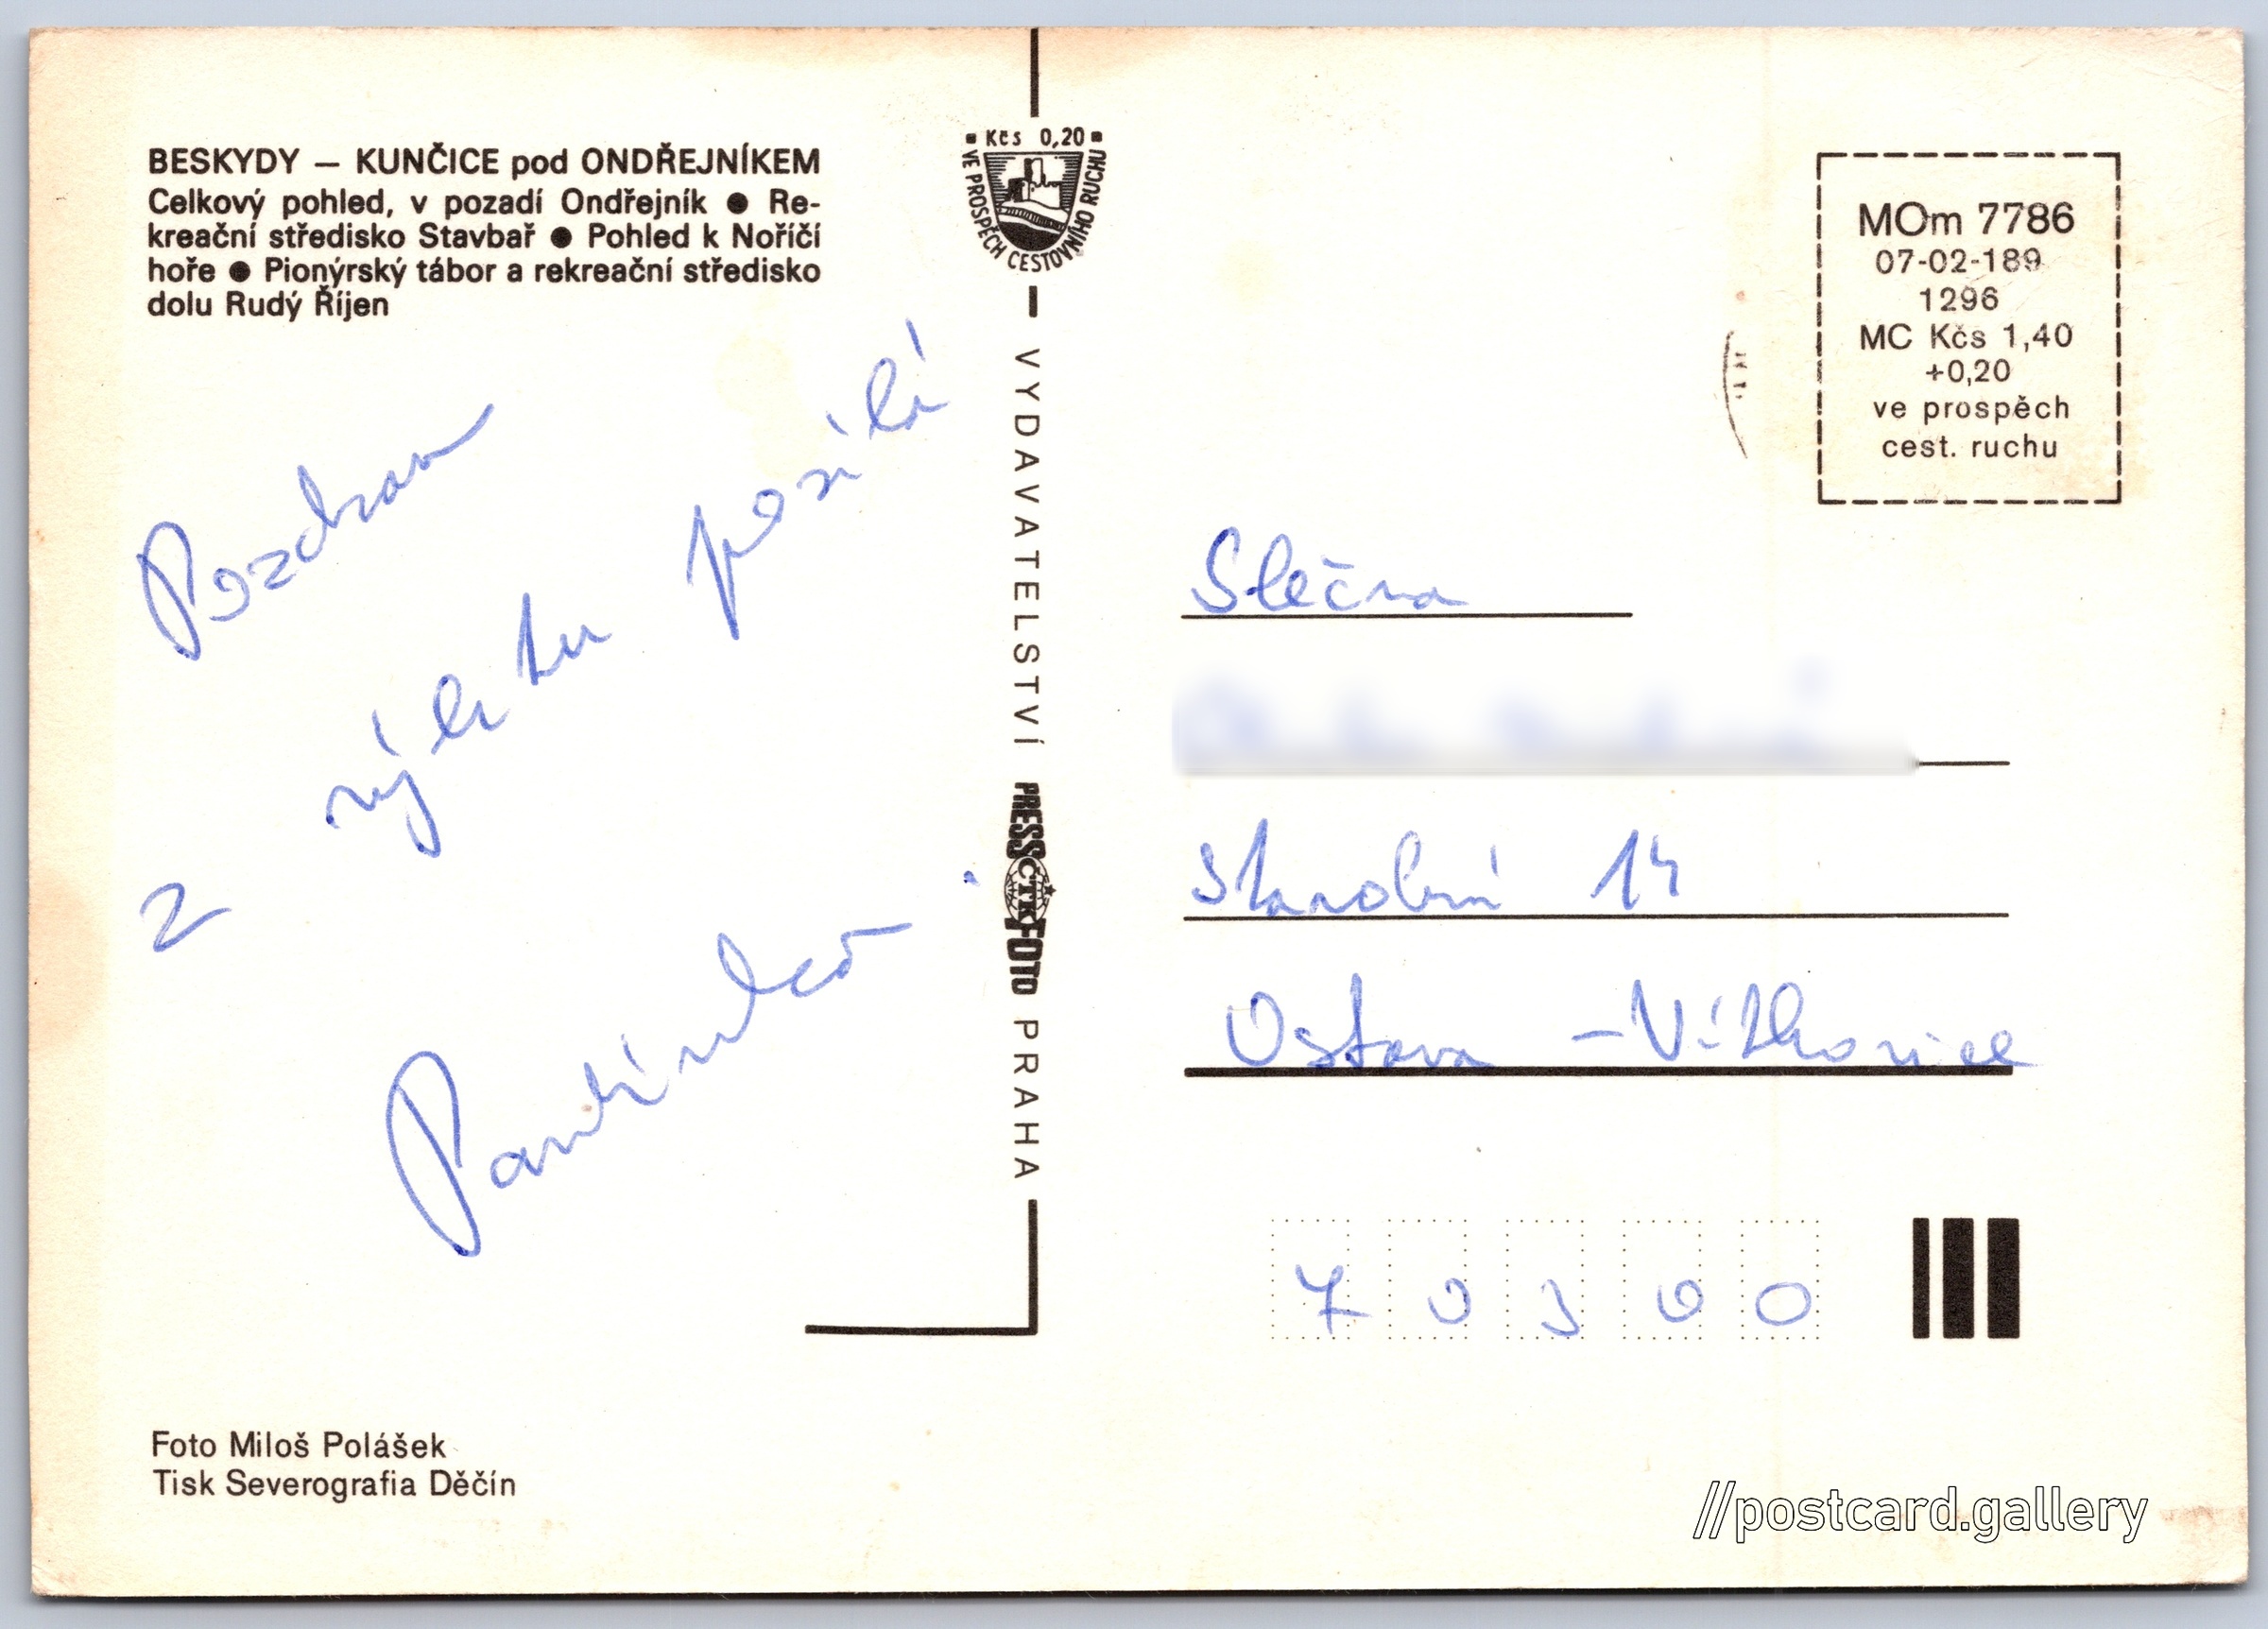 BESKYDY — KUNČICE pod ONDŘEJNÍKEM
Celkový pohled, v pozadí Ondřejník ● Re-
kreační středisko Stavbař ● Pohled k Noříčí
hoře ● Pionýrský tábor a rekreační středisko
dolu Rudý Říjen
Pozdrav
z výletu posílá
Foto Miloš Polášek
Tisk Severografia Děčín
Kčs 0,20
VE PROSPĚCH CESTOVNÍHO RUCHU
VYDAVATELSTVÍ PRESSČTKFOTO PRAHA
MOm 7786
07-02-189
1296
MC Kčs 1,40
+0,20
ve prospěch
cest. ruchu
Slečna
14
Ostrava - Vítkovice
70300
//postcard.gallery